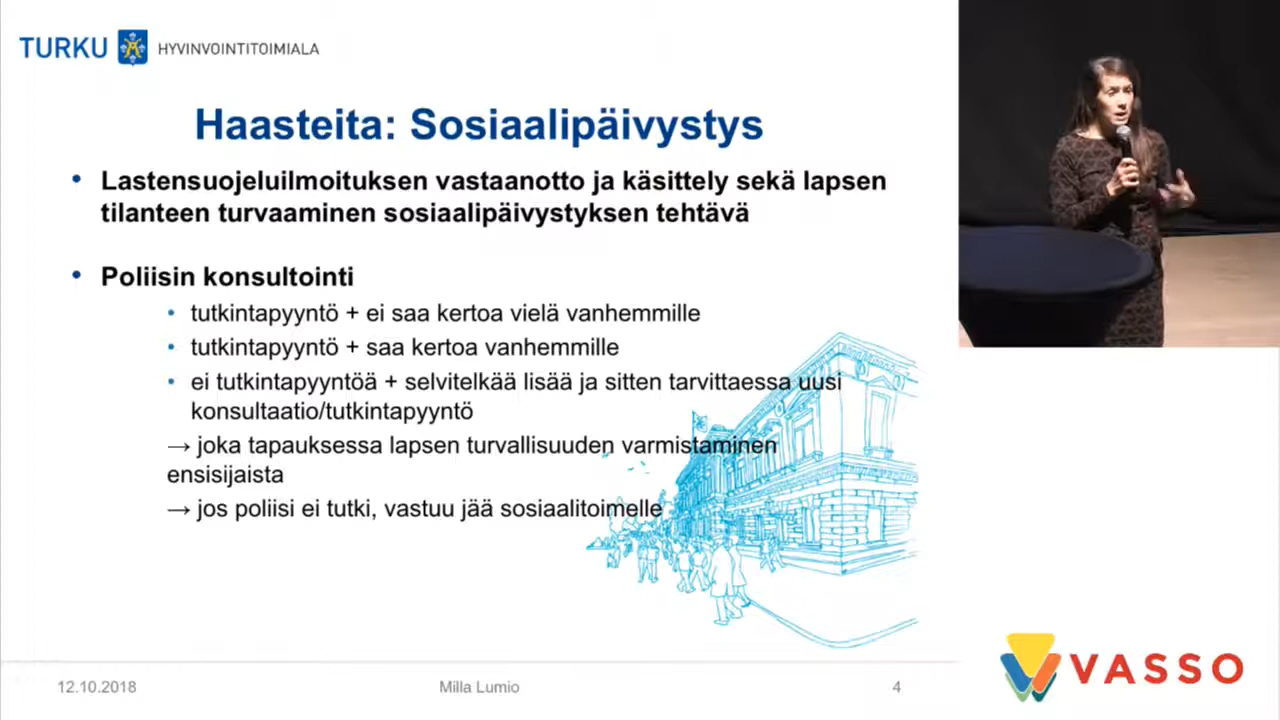 TURKU HYVINVOINTITOIMIALA
Haasteita: Sosiaalipäivystys
• Lastensuojeluilmoituksen vastaanotto ja käsittely sekä lapsen
tilanteen turvaaminen sosiaalipäivystyksen tehtävä
• Poliisin konsultointi
• tutkintapyyntö + ei saa kertoa vielä vanhemmille
• tutkintapyyntö + saa kertoa vanhemmille
• ei tutkintapyyntöä + selvitelkää lisää ja sitten tarvittaessa uusi
konsultaatio/tutkintapyyntö
→ joka tapauksessa lapsen turvallisuuden varmistaminen
ensisijaista
→ jos poliisi ei tutki, vastuu jää sosiaalitoimelle
12.10.2018 Milla Lumio 4
VASSO